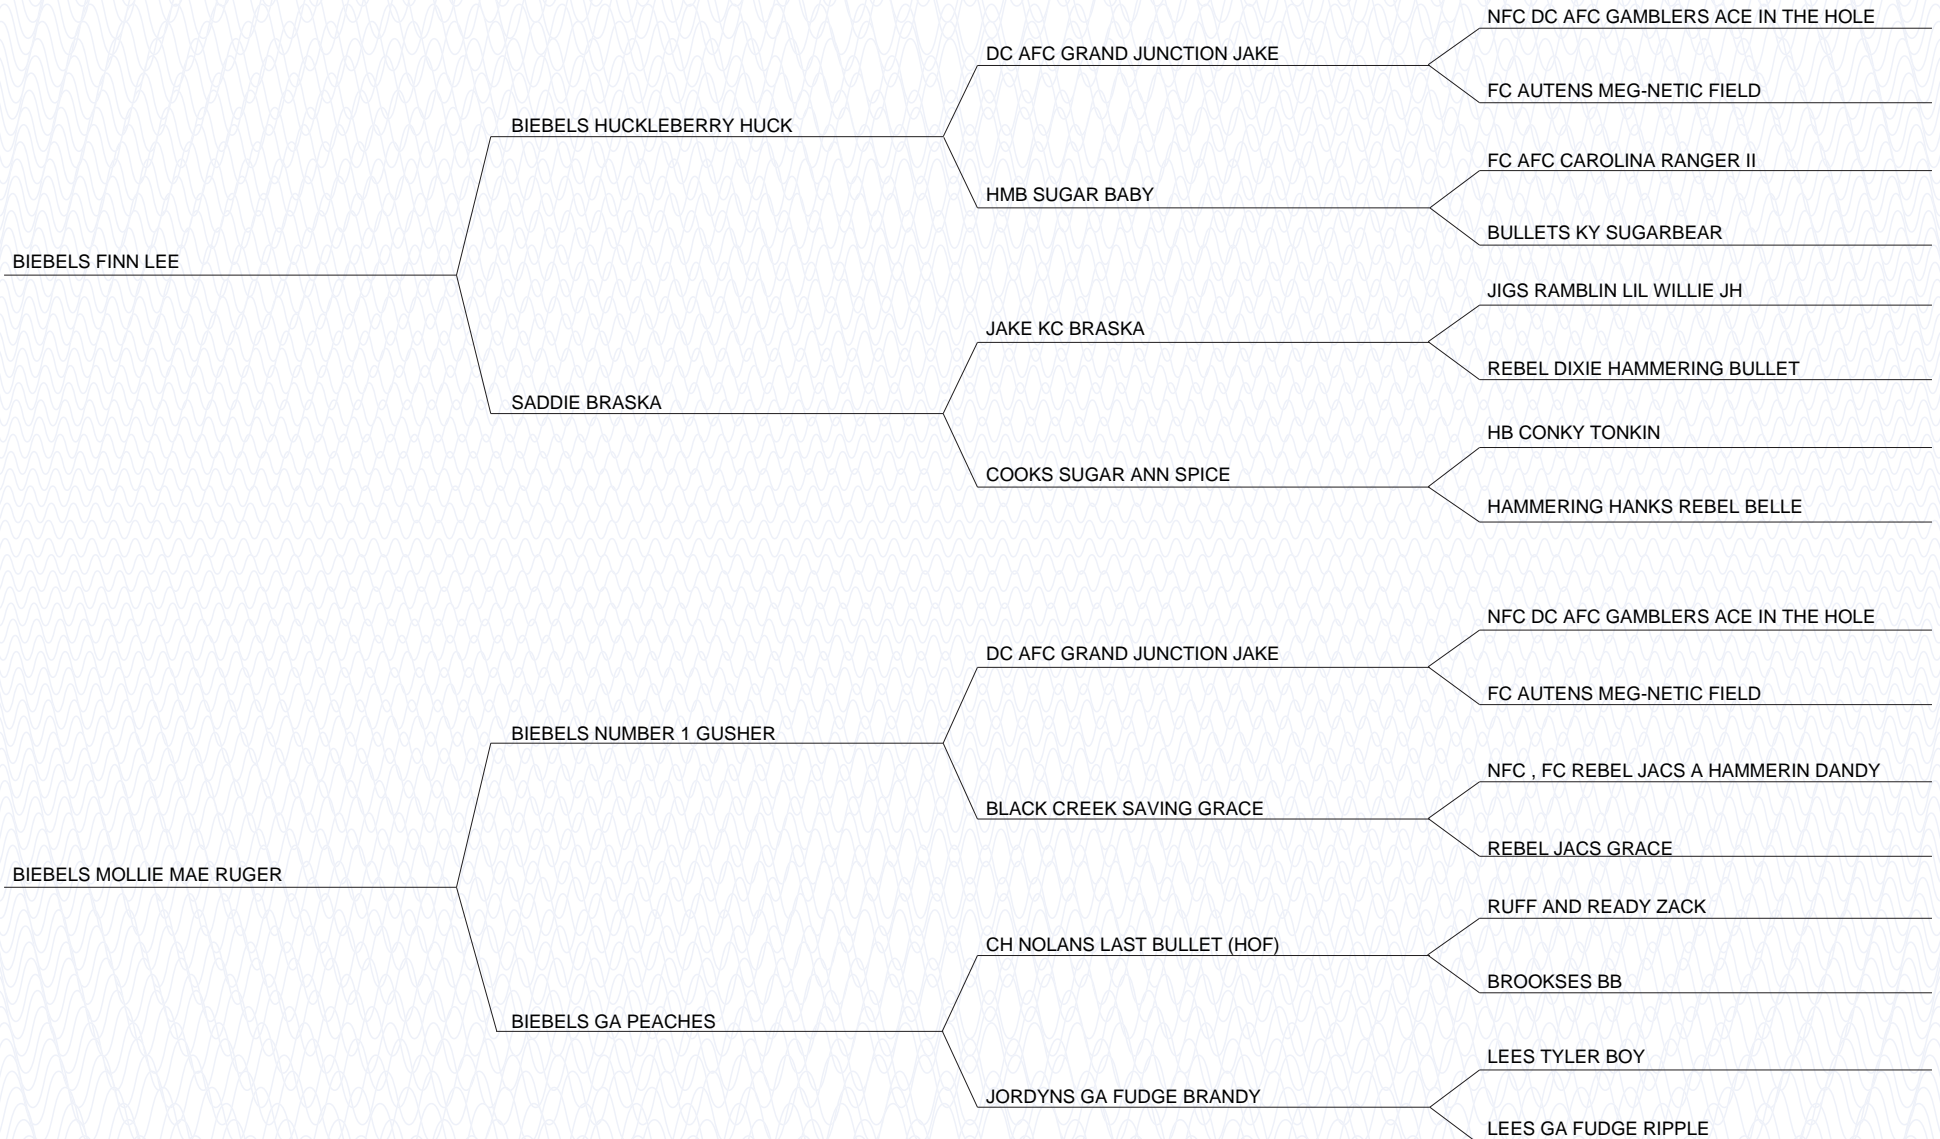 NFC DC AFC GAMBLERS ACE IN THE HOLE
DC AFC GRAND JUNCTION JAKE
FC AUTENS MEG-NETIC FIELD
BIEBELS HUCKLEBERRY HUCK
FC AFC CAROLINA RANGER II
HMB SUGAR BABY
BULLETS KY SUGARBEAR
BIEBELS FINN LEE
JIGS RAMBLIN LIL WILLIE JH
JAKE KC BRASKA
REBEL DIXIE HAMMERING BULLET
SADDIE BRASKA
HB CONKY TONKIN
COOKS SUGAR ANN SPICE
HAMMERING HANKS REBEL BELLE
NFC DC AFC GAMBLERS ACE IN THE HOLE
DC AFC GRAND JUNCTION JAKE
FC AUTENS MEG-NETIC FIELD
BIEBELS NUMBER 1 GUSHER
NFC , FC REBEL JACS A HAMMERIN DANDY
BLACK CREEK SAVING GRACE
REBEL JACS GRACE
BIEBELS MOLLIE MAE RUGER
RUFF AND READY ZACK
CH NOLANS LAST BULLET (HOF)
BROOKSES BB
BIEBELS GA PEACHES
LEES TYLER BOY
JORDYNS GA FUDGE BRANDY
LEES GA FUDGE RIPPLE